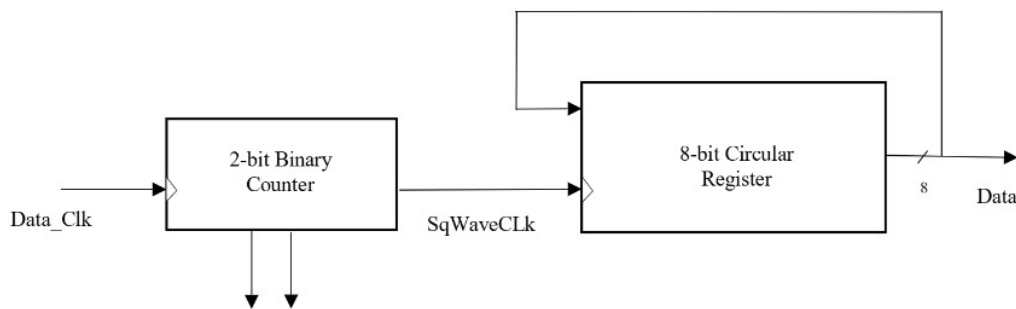 2-bit Binary
Counter
8-bit Circular
Register
Data_Clk
SqWaveCLk
8
Data